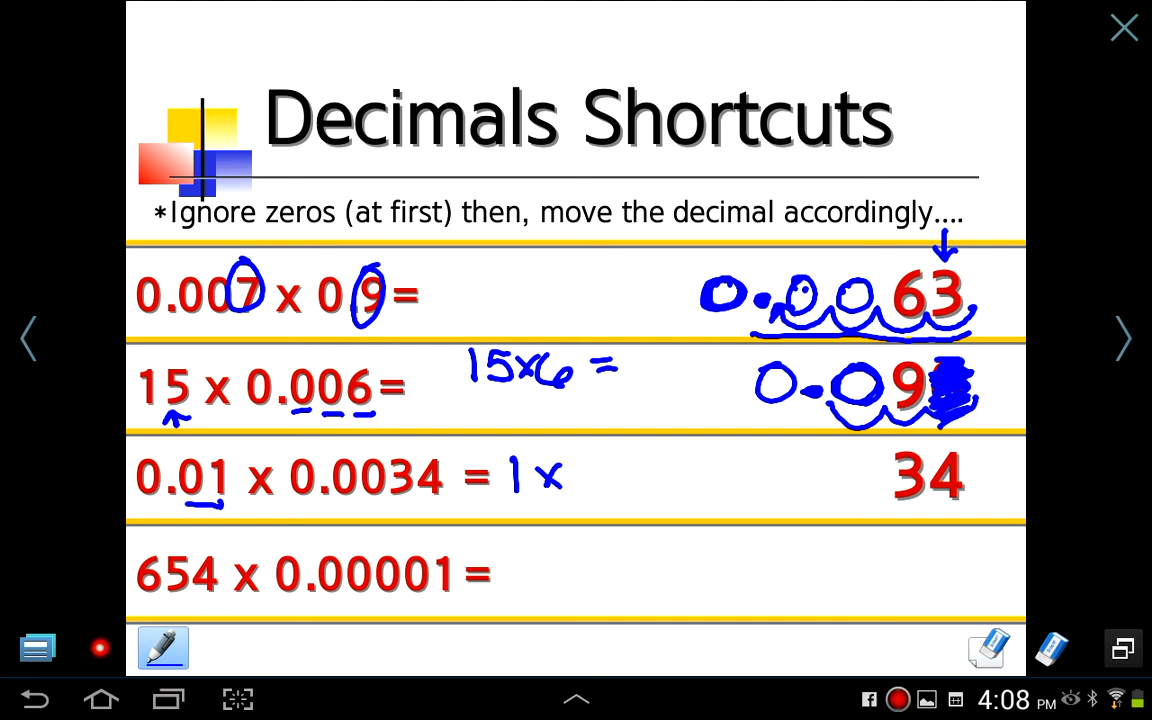 Decimals Shortcuts
*Ignore zeros (at first) then, move the decimal accordingly....
0.007 x 0.9 = 0.0063
15 x 0.006 = 15x6 = 0.09
0.01 x 0.0034 = 1x 34
654 x 0.00001 =
4:08 PM